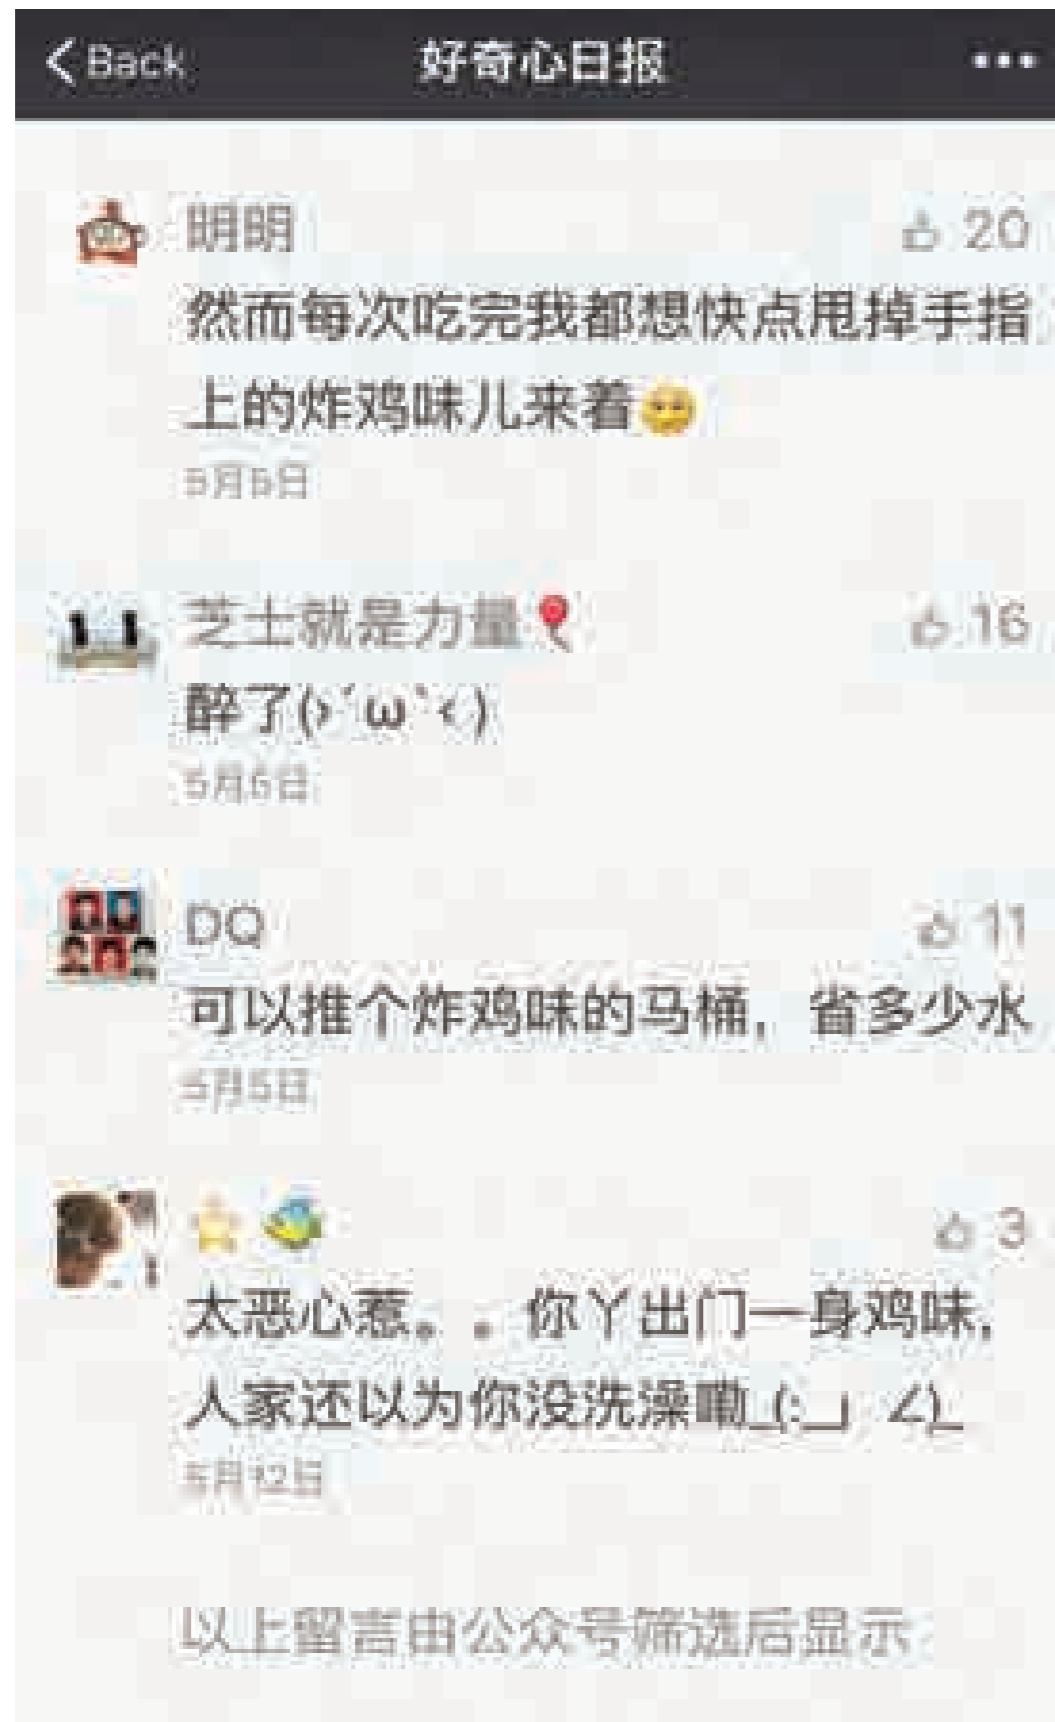 Back
好奇心日报
明明
20
然而每次吃完我都想快点甩掉手指
上的炸鸡味儿来着
5月5日
芝士就是力量
16
醉了(›´ω`‹)
5月5日
DQ
11
可以推个炸鸡味的马桶，省多少水
5月5日
3
太恶心惹。。你丫出门一身鸡味，
人家还以为你没洗澡嘞_(:_」∠)_
5月12日
以上留言由公众号筛选后显示